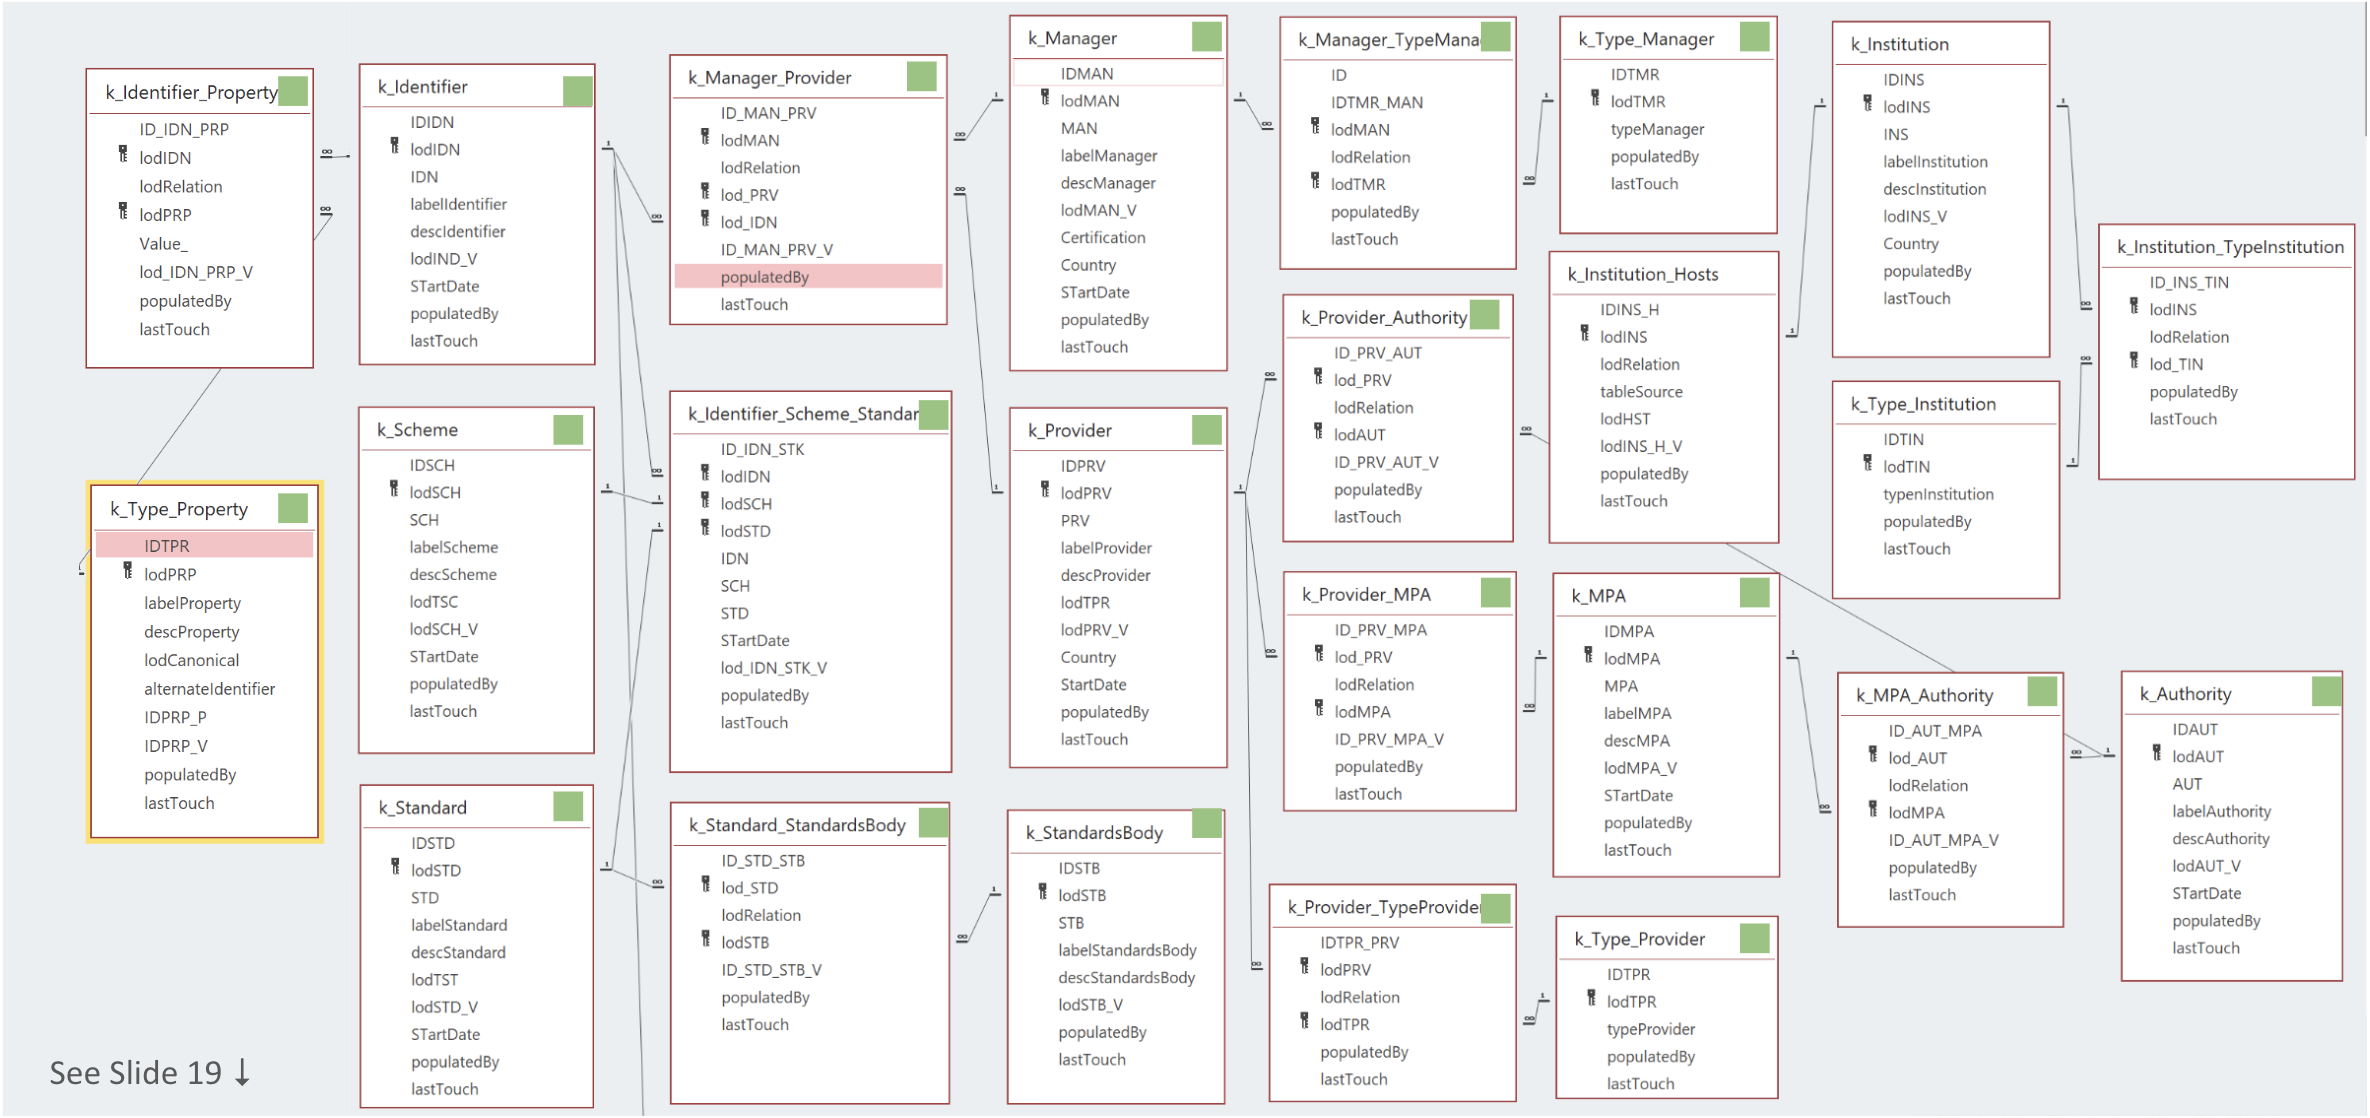 k_Identifier_Property
ID_IDN_PRP
lodIDN
lodRelation
lodPRP
Value_
lod_IDN_PRP_V
populatedBy
lastTouch
k_Type_Property
IDTPR
lodPRP
labelProperty
descProperty
lodCanonical
alternateIdentifier
IDPRP_P
IDPRP_V
populatedBy
lastTouch
See Slide 19 ↓
k_Identifier
IDIDN
lodIDN
IDN
labelIdentifier
descIdentifier
lodIND_V
STartDate
populatedBy
lastTouch
k_Scheme
IDSCH
lodSCH
SCH
labelScheme
descScheme
lodTSC
lodSCH_V
STartDate
populatedBy
lastTouch
k_Standard
IDSTD
lodSTD
STD
labelStandard
descStandard
lodTST
lodSTD_V
STartDate
populatedBy
lastTouch
k_Manager_Provider
ID_MAN_PRV
lodMAN
lodRelation
lod_PRV
lod_IDN
ID_MAN_PRV_V
populatedBy
lastTouch
k_Identifier_Scheme_Standar
ID_IDN_STK
lodIDN
lodSCH
lodSTD
IDN
SCH
STD
STartDate
lod_IDN_STK_V
populatedBy
lastTouch
k_Standard_StandardsBody
ID_STD_STB
lod_STD
lodRelation
lodSTB
ID_STD_STB_V
populatedBy
lastTouch
k_Manager
IDMAN
lodMAN
MAN
labelManager
descManager
lodMAN_V
Certification
Country
STartDate
populatedBy
lastTouch
k_Provider
IDPRV
lodPRV
PRV
labelProvider
descProvider
lodTPR
lodPRV_V
Country
StartDate
populatedBy
lastTouch
k_StandardsBody
IDSTB
lodSTB
STB
labelStandardsBody
descStandardsBody
lodSTB_V
populatedBy
lastTouch
k_Manager_TypeMana
ID
IDTMR_MAN
lodMAN
lodRelation
lodTMR
populatedBy
lastTouch
k_Provider_Authority
ID_PRV_AUT
lod_PRV
lodRelation
lodAUT
ID_PRV_AUT_V
populatedBy
lastTouch
k_Provider_MPA
ID_PRV_MPA
lod_PRV
lodRelation
lodMPA
ID_PRV_MPA_V
populatedBy
lastTouch
k_Provider_TypeProvider
IDTPR_PRV
lodPRV
lodRelation
lodTPR
populatedBy
lastTouch
k_Type_Manager
IDTMR
lodTMR
typeManager
populatedBy
lastTouch
k_Institution_Hosts
IDINS_H
lodINS
lodRelation
tableSource
lodHST
lodINS_H_V
populatedBy
lastTouch
k_MPA
IDMPA
lodMPA
MPA
labelMPA
descMPA
lodMPA_V
STartDate
populatedBy
lastTouch
k_Type_Provider
IDTPR
lodTPR
typeProvider
populatedBy
lastTouch
k_Institution
IDINS
lodINS
INS
labelInstitution
descInstitution
lodINS_V
Country
populatedBy
lastTouch
k_Type_Institution
IDTIN
lodTIN
typenInstitution
populatedBy
lastTouch
k_MPA_Authority
ID_AUT_MPA
lod_AUT
lodRelation
lodMPA
ID_AUT_MPA_V
populatedBy
lastTouch
k_Institution_TypeInstitution
ID_INS_TIN
lodINS
lodRelation
lod_TIN
populatedBy
lastTouch
k_Authority
IDAUT
lodAUT
AUT
labelAuthority
descAuthority
lodAUT_V
STartDate
populatedBy
lastTouch